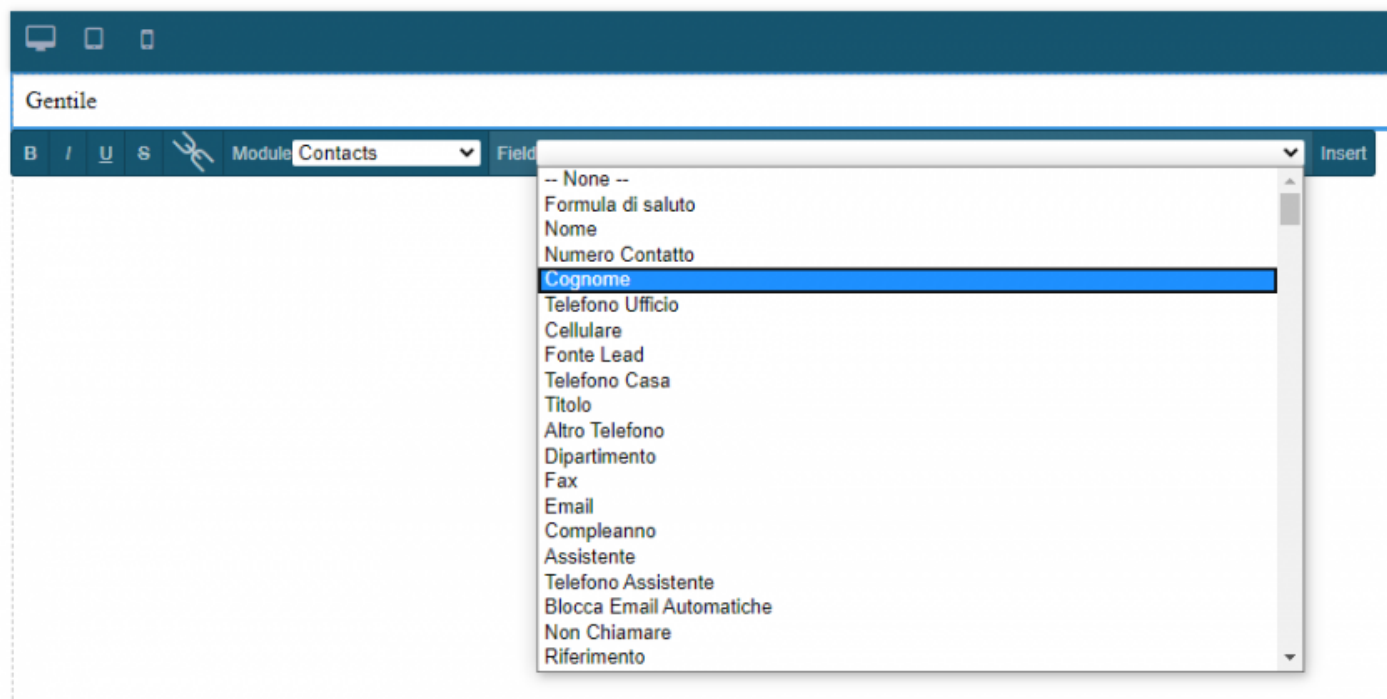 Gentile
B I U S Module Contacts Field Insert
-- None --
Formula di saluto
Nome
Numero Contatto
Cognome
Telefono Ufficio
Cellulare
Fonte Lead
Telefono Casa
Titolo
Altro Telefono
Dipartimento
Fax
Email
Compleanno
Assistente
Telefono Assistente
Blocca Email Automatiche
Non Chiamare
Riferimento